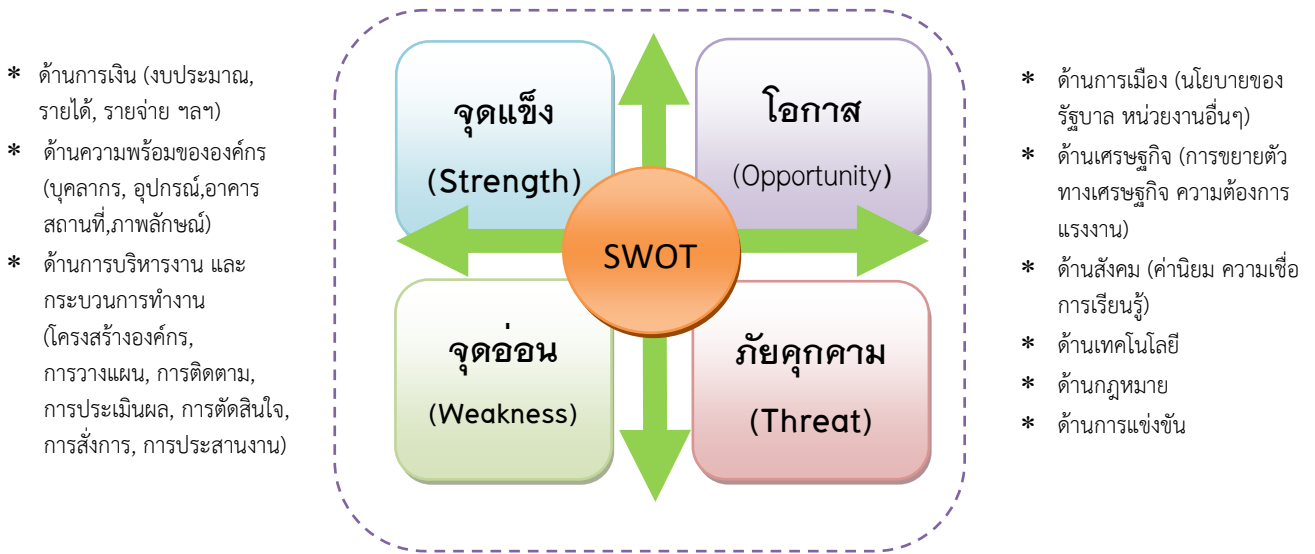 * ด้านการเงิน (งบประมาณ,
รายได้, รายจ่าย ฯลฯ)
* ด้านความพร้อมขององค์กร
(บุคลากร, อุปกรณ์,อาคาร
สถานที่,ภาพลักษณ์)
* ด้านการบริหารงาน และ
กระบวนการทำงาน
(โครงสร้างองค์กร,
การวางแผน, การติดตาม,
การประเมินผล, การตัดสินใจ,
การสั่งการ, การประสานงาน)
จุดแข็ง
(Strength)
โอกาส
(Opportunity)
SWOT
จุดอ่อน
(Weakness)
ภัยคุกคาม
(Threat)
* ด้านการเมือง (นโยบายของ
รัฐบาล หน่วยงานอื่นๆ)
* ด้านเศรษฐกิจ (การขยายตัว
ทางเศรษฐกิจ ความต้องการ
แรงงาน)
* ด้านสังคม (ค่านิยม ความเชื่อ
การเรียนรู้)
* ด้านเทคโนโลยี
* ด้านกฎหมาย
* ด้านการแข่งขัน